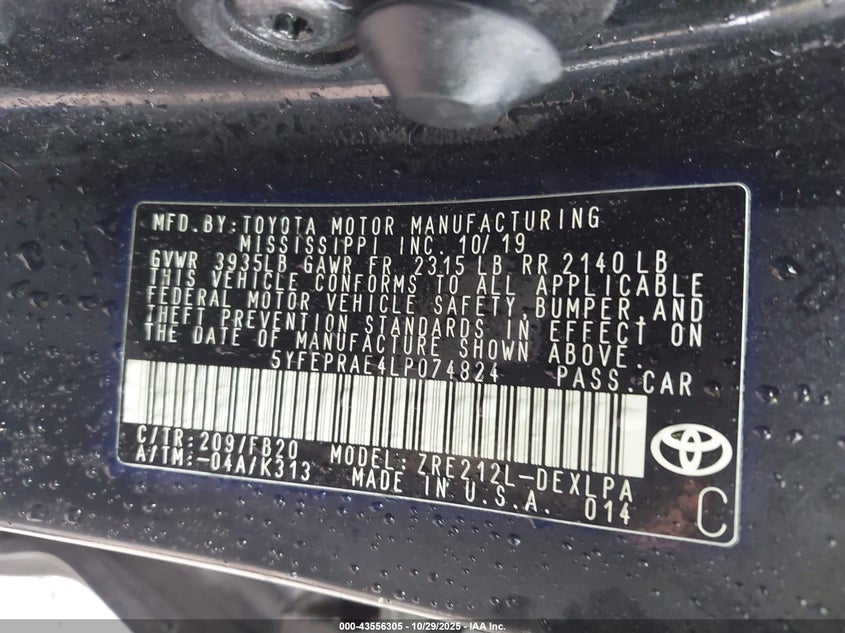 MFD.BY:TOYOTA MOTOR MANUFACTURING
MISSISSIPPI INC. 10/19
GVWR 3935LB GAWR FR 2315 LB RR 2140 LB
THIS VEHICLE CONFORMS TO ALL APPLICABLE
FEDERAL MOTOR VEHICLE SAFETY,BUMPER,AND
THEFT PREVENTION STANDARDS IN EFFECT ON
THE DATE OF MANUFACTURE SHOWN ABOVE.
5YFEPRAE4LP074824 PASS.CAR
C/TR:209/FB20 MODEL:ZRE212L-DEXLPA
A/TM:-04A/K313 MADE IN U.S.A. 014
C
000-43556305 - 10/29/2025 - IAA Inc.